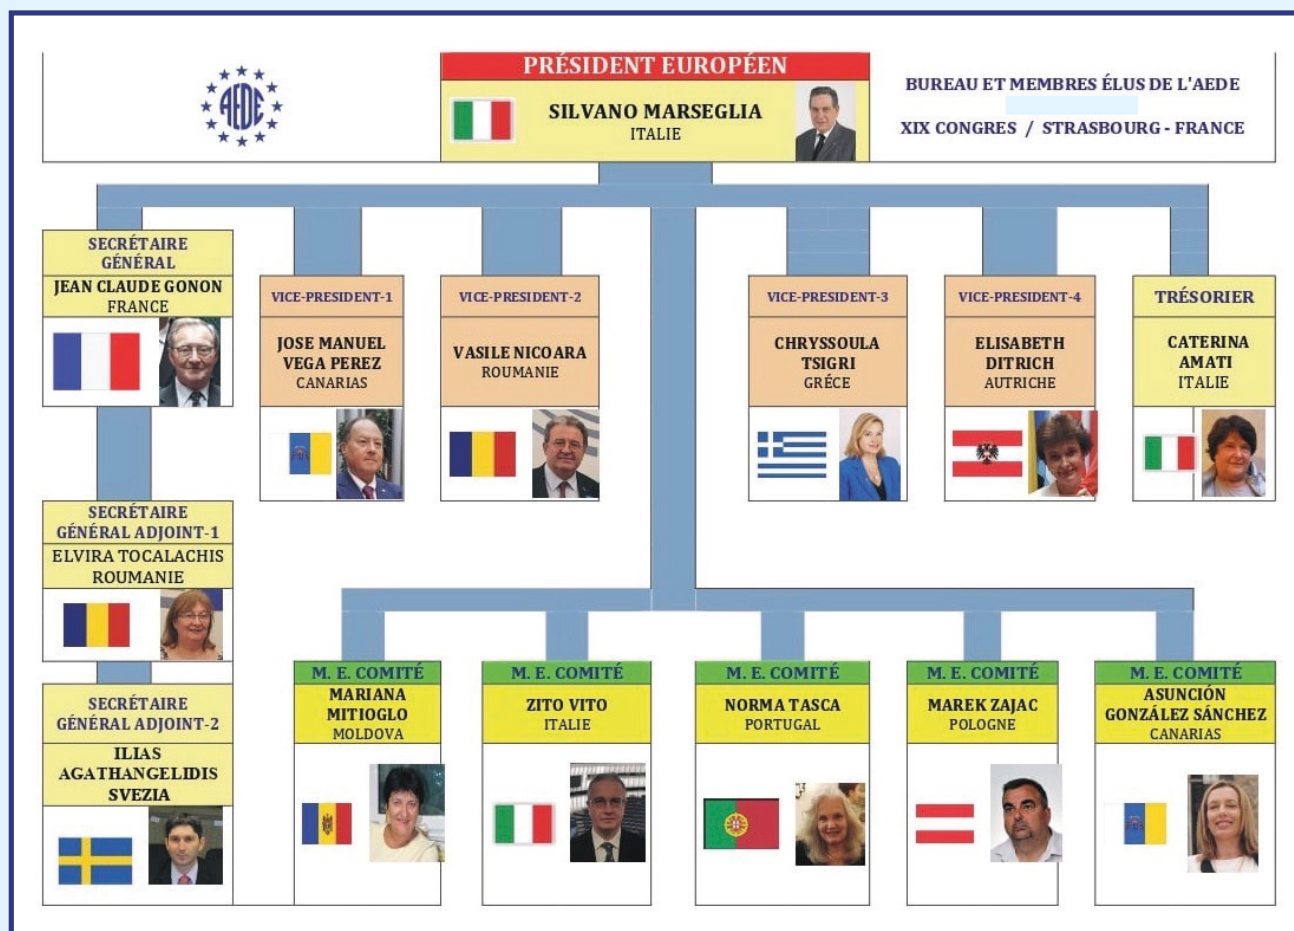 AEDE
PRÉSIDENT EUROPÉEN
SILVANO MARSEGLIA
ITALIE
BUREAU ET MEMBRES ÉLUS DE L'AEDE
XIX CONGRES / STRASBOURG - FRANCE
SECRÉTAIRE
GÉNÉRAL
JEAN CLAUDE GONON
FRANCE
VICE-PRESIDENT-1
JOSE MANUEL
VEGA PEREZ
CANARIAS
VICE-PRESIDENT-2
VASILE NICOARA
ROUMANIE
VICE-PRESIDENT-3
CHRYSSOULA
TSIGRI
GRÉCE
VICE-PRESIDENT-4
ELISABETH
DITRICH
AUTRICHE
TRÉSORIER
CATERINA
AMATI
ITALIE
SECRÉTAIRE
GÉNÉRAL ADJOINT-1
ELVIRA TOCALACHIS
ROUMANIE
SECRÉTAIRE
GÉNÉRAL ADJOINT-2
ILIAS
AGATHANGELIDIS
SVEZIA
M. E. COMITÉ
MARIANA
MITIOGLO
MOLDOVA
M. E. COMITÉ
ZITO VITO
ITALIE
M. E. COMITÉ
NORMA TASCA
PORTUGAL
M. E. COMITÉ
MAREK ZAJAC
POLOGNE
M. E. COMITÉ
ASUNCIÓN
GONZÁLEZ SÁNCHEZ
CANARIAS